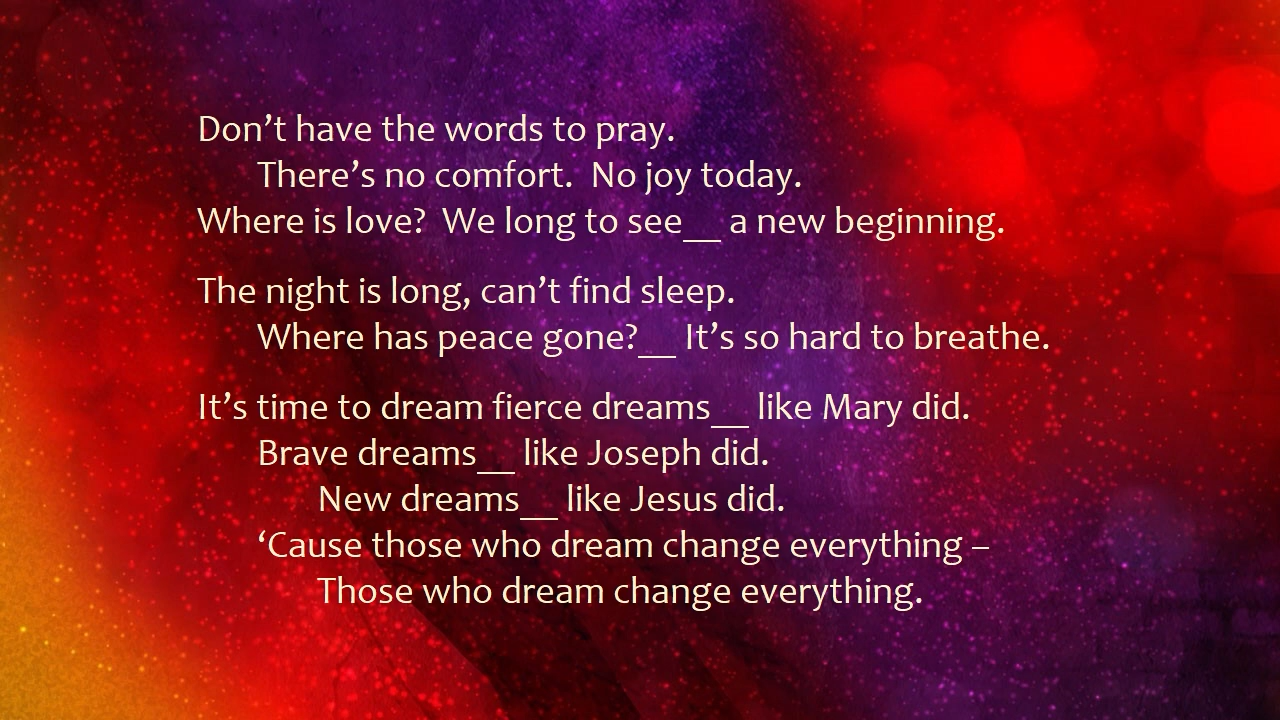 Don’t have the words to pray.
There’s no comfort.  No joy today.
Where is love?  We long to see__ a new beginning.
The night is long, can’t find sleep.
Where has peace gone?__ It’s so hard to breathe.
It’s time to dream fierce dreams__ like Mary did.
Brave dreams__ like Joseph did.
New dreams__ like Jesus did.
‘Cause those who dream change everything –
Those who dream change everything.